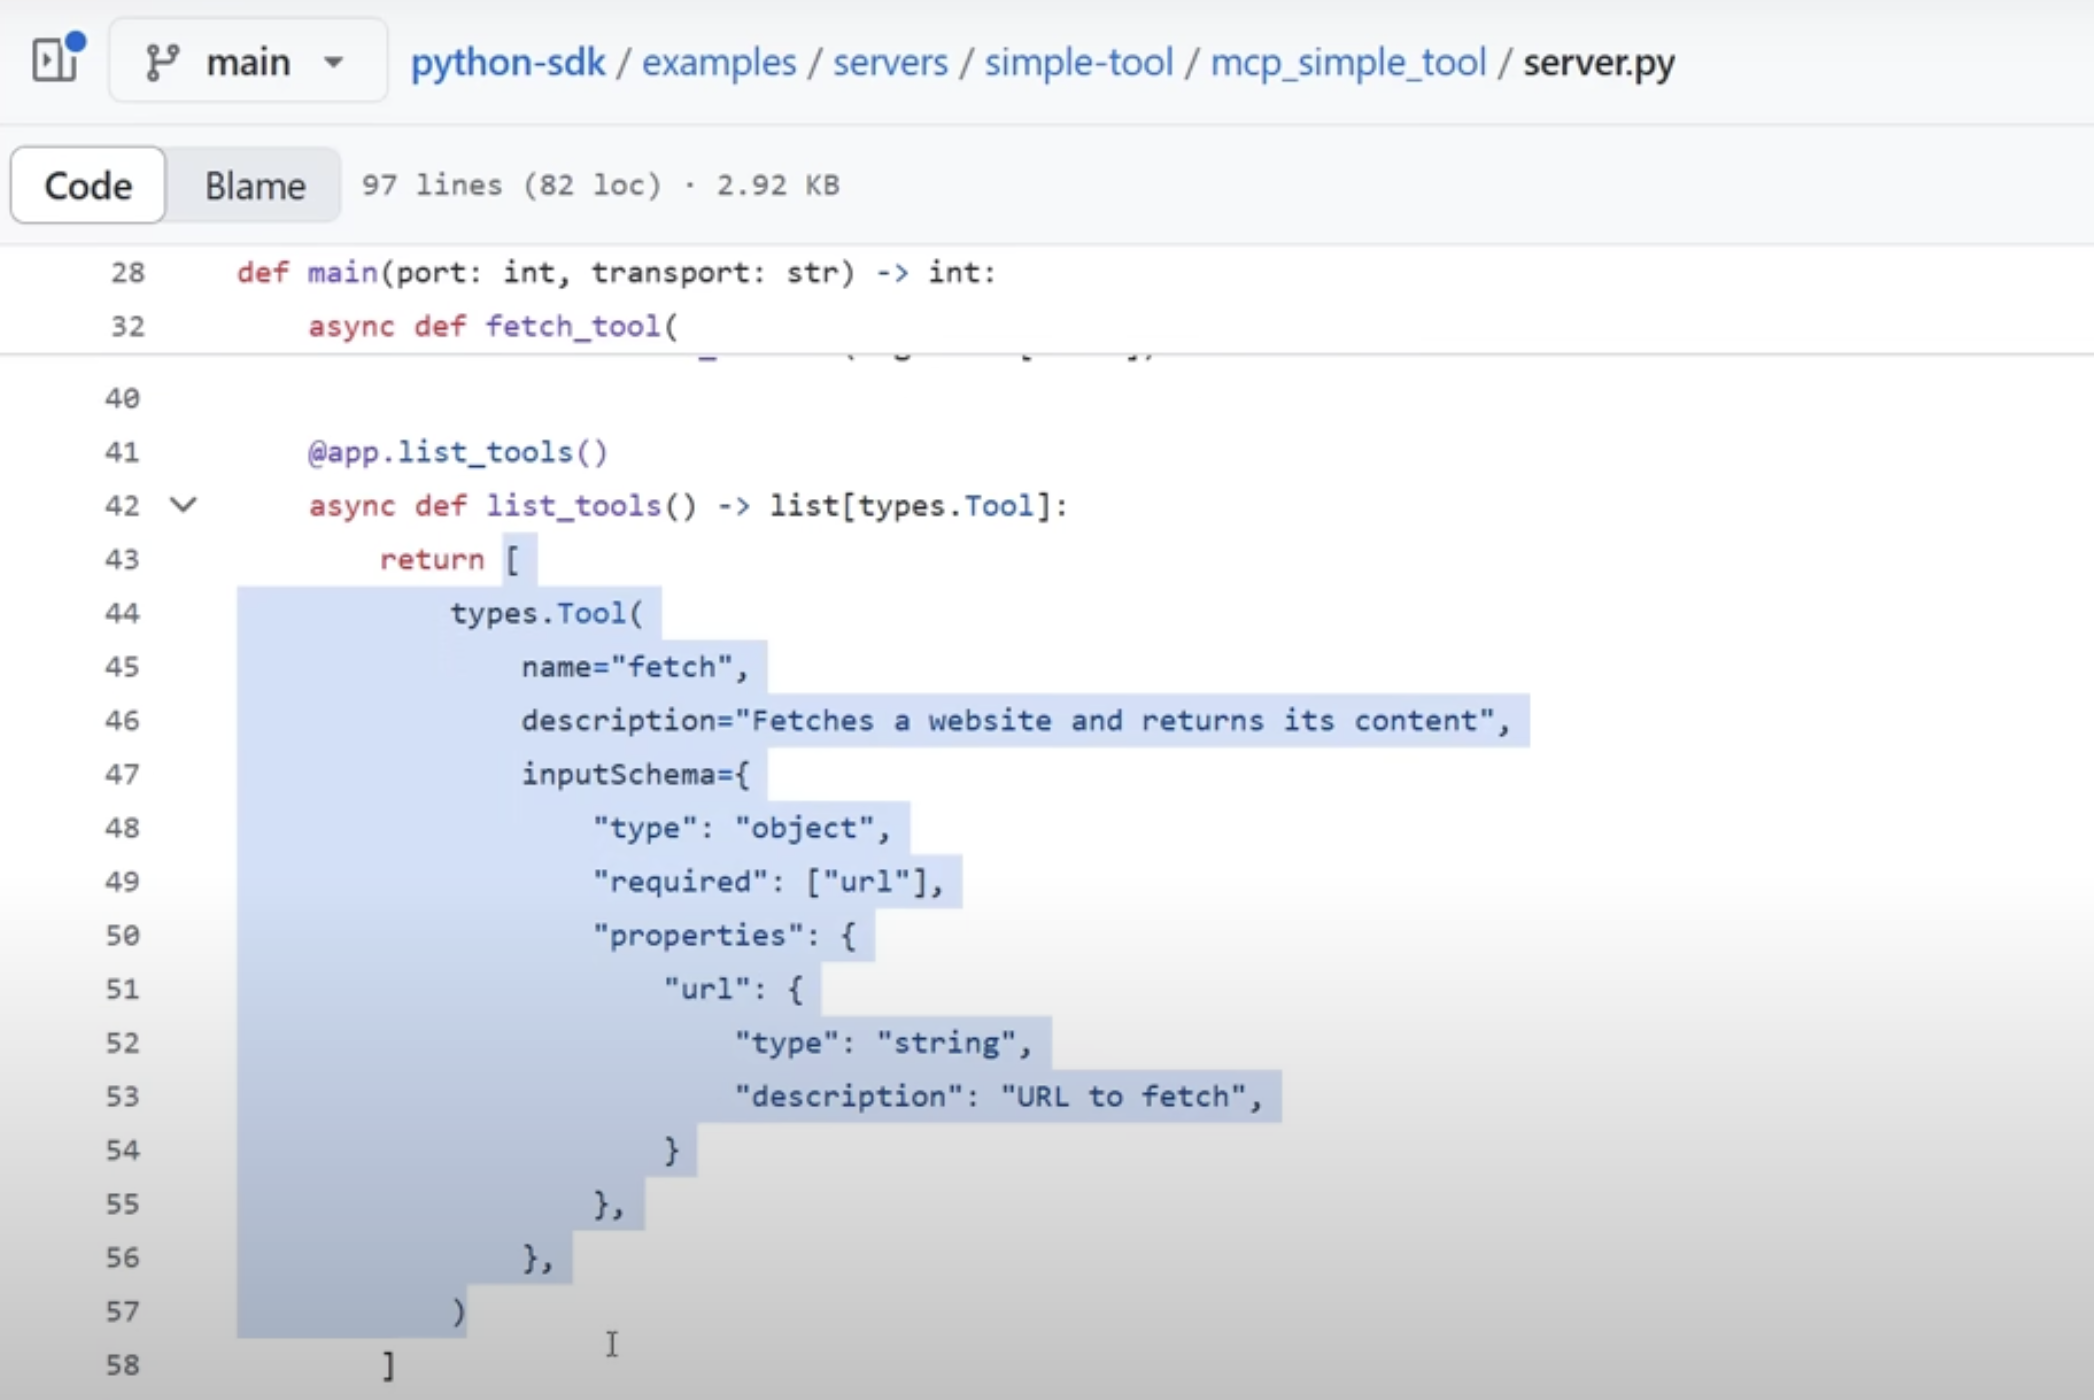 main python-sdk / examples / servers / simple-tool / mcp_simple_tool / server.py
Code Blame 97 lines (82 loc) · 2.92 KB
28 def main(port: int, transport: str) -> int:
32 async def fetch_tool(
40
41 @app.list_tools()
42 async def list_tools() -> list[types.Tool]:
43 return [
44 types.Tool(
45 name="fetch",
46 description="Fetches a website and returns its content",
47 inputSchema={
48 "type": "object",
49 "required": ["url"],
50 "properties": {
51 "url": {
52 "type": "string",
53 "description": "URL to fetch",
54 }
55 },
56 },
57 )
58 ]